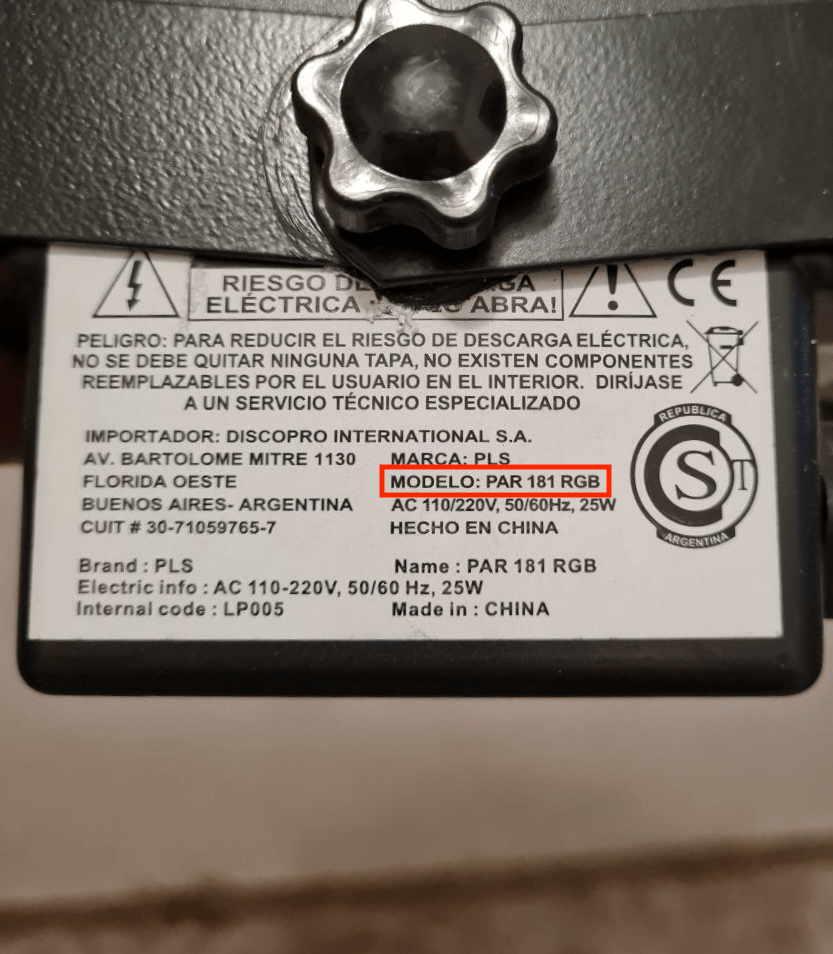 RIESGO DE
ELÉCTRICA ABRA!
CE
PELIGRO: PARA REDUCIR EL RIESGO DE DESCARGA ELÉCTRICA,
NO SE DEBE QUITAR NINGUNA TAPA, NO EXISTEN COMPONENTES
REEMPLAZABLES POR EL USUARIO EN EL INTERIOR. DIRÍJASE
A UN SERVICIO TÉCNICO ESPECIALIZADO
IMPORTADOR: DISCOPRO INTERNATIONAL S.A.
AV. BARTOLOME MITRE 1130 MARCA: PLS
FLORIDA OESTE MODELO: PAR 181 RGB
BUENOS AIRES- ARGENTINA AC 110/220V, 50/60Hz, 25W
CUIT # 30-71059765-7 HECHO EN CHINA
REPUBLICA
S T
ARGENTINA
Brand : PLS Name : PAR 181 RGB
Electric info : AC 110-220V, 50/60 Hz, 25W
Internal code : LP005 Made in : CHINA